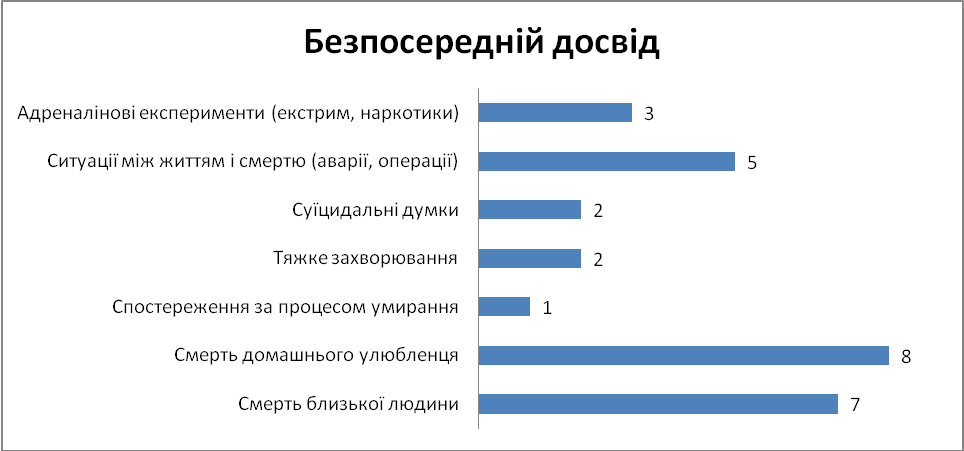 Безпосередній досвід
Адреналінові експерименти (екстрим, наркотики) 3
Ситуації між життям і смертю (аварії, операції) 5
Суїцидальні думки 2
Тяжке захворювання 2
Спостереження за процесом умирання 1
Смерть домашнього улюбленця 8
Смерть близької людини 7